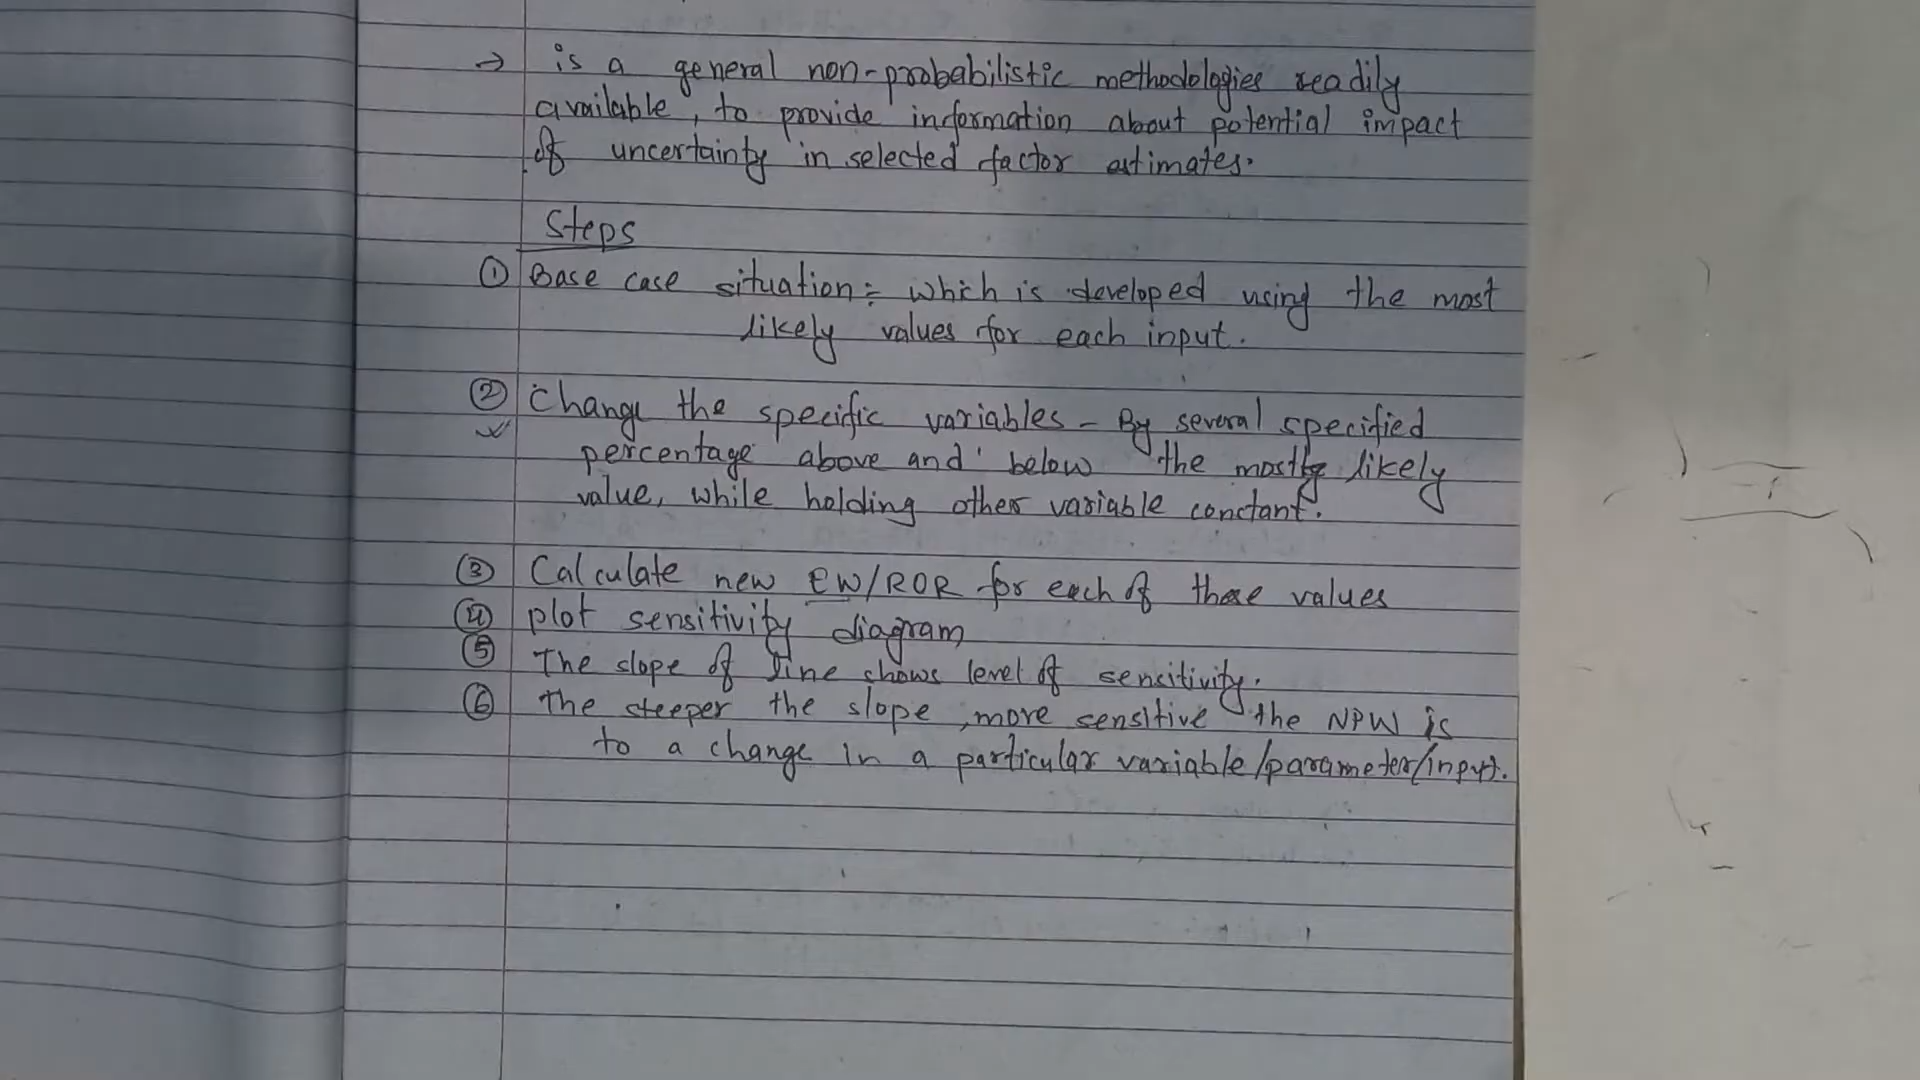 → is a general non-probabilistic methodologies readily
available, to provide information about potential impact
of uncertainty in selected factor estimates.
Steps
① Base case situation:- which is developed using the most
likely values for each input.
② change the specific variables - By several specified
percentage above and below the mostly likely
value, while holding other variable constant.
③ Calculate new EW/ROR for each of these values
④ plot sensitivity diagram
⑤ The slope of line shows level of sensitivity.
⑥ The steeper the slope, more sensitive the NPW is
to a change in a particular variable/parameter/input.